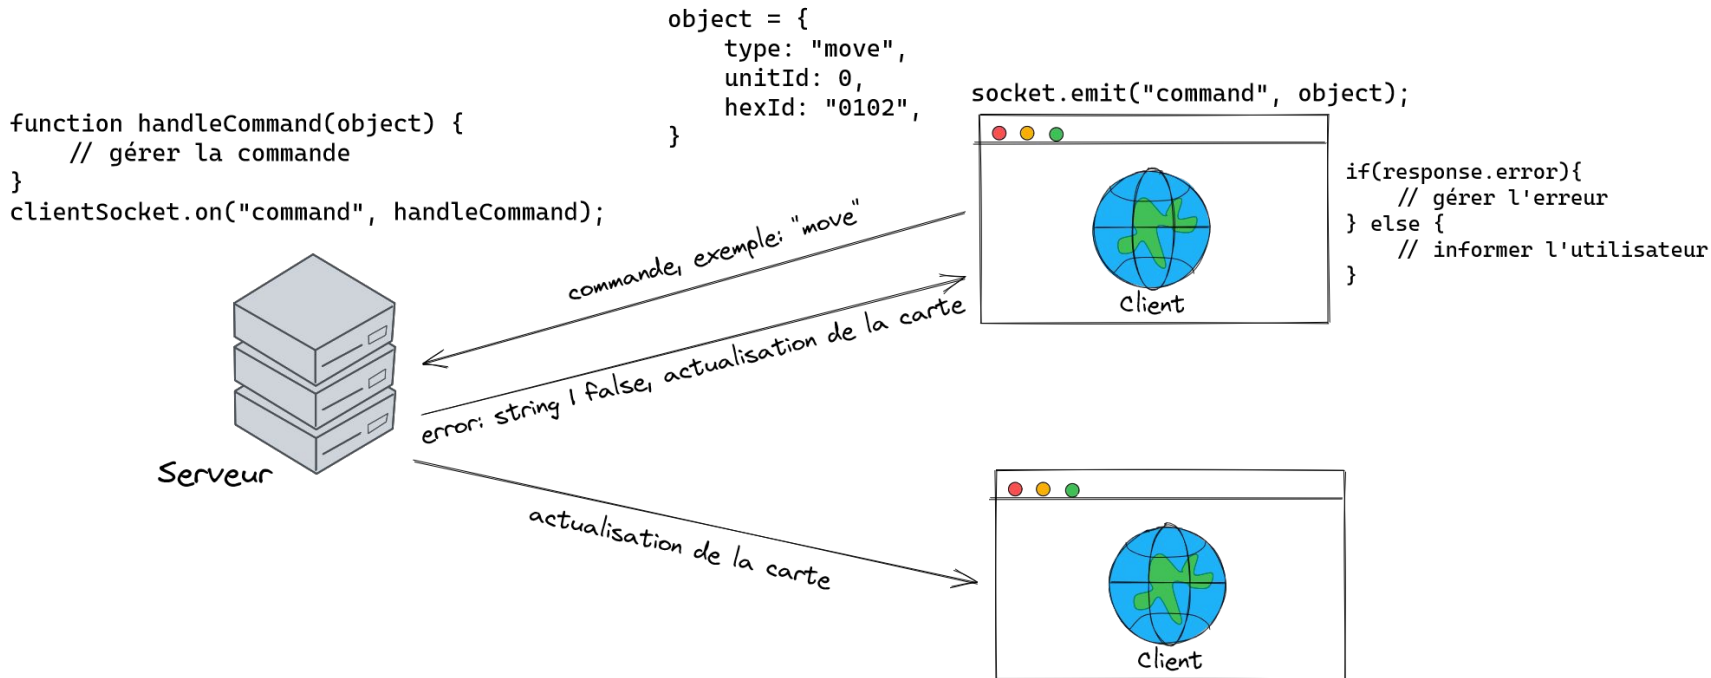 object = {
    type: "move",
    unitId: 0,
    hexId: "0102",
}
socket.emit("command", object);
function handleCommand(object) {
    // gérer la commande
}
clientSocket.on("command", handleCommand);
if(response.error){
    // gérer l'erreur
} else {
    // informer l'utilisateur
}
commande, exemple: "move"
Client
error: string | false, actualisation de la carte
Serveur
actualisation de la carte
Client